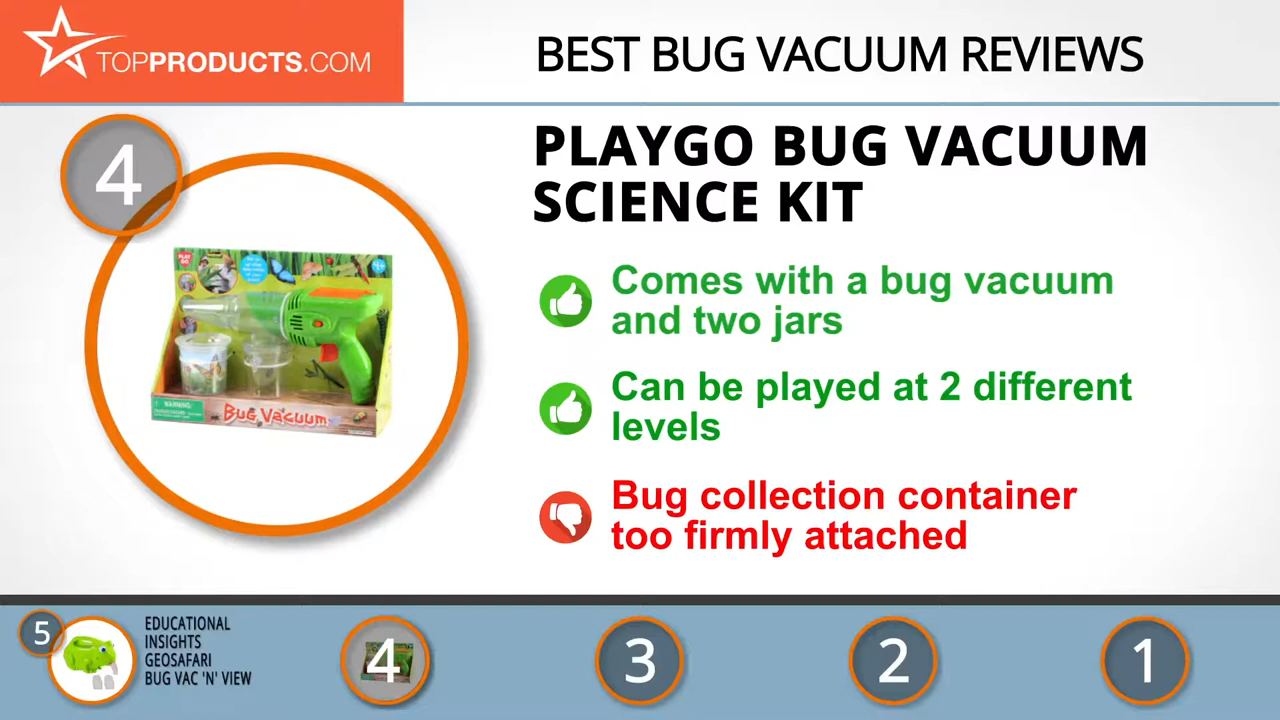 TOPPRODUCTS.COM
BEST BUG VACUUM REVIEWS
4
PLAYGO BUG VACUUM
SCIENCE KIT
PLAY
GO
WARNING:
Bug Vacuum
Comes with a bug vacuum
and two jars
Can be played at 2 different
levels
Bug collection container
too firmly attached
5
EDUCATIONAL
INSIGHTS
GEOSAFARI
BUG VAC 'N' VIEW
4
3
2
1